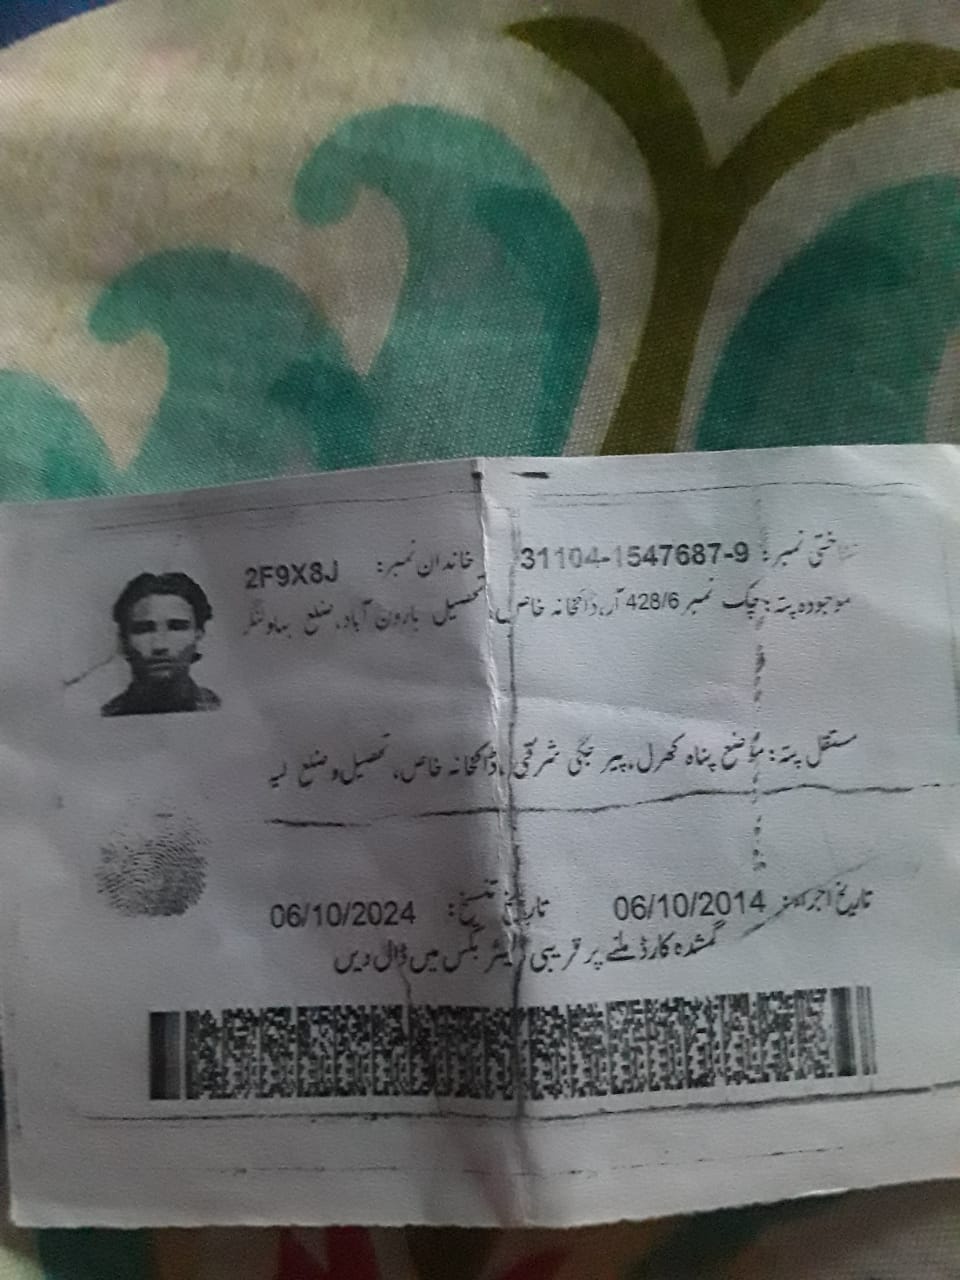 شناختی نمبر: 31104-1547687-9 خاندان نمبر: 2F9X8J
موجودہ پتہ: چک نمبر 428/6 آر، ڈاکخانہ خاص، تحصیل ہارون آباد، ضلع بہاولنگر
مستقل پتہ: موضع پناہ کھرل، پیر جگی شرقی، ڈاکخانہ خاص، تحصیل و ضلع لیہ
تاریخ اجراء: 06/10/2014 تاریخ تنسیخ: 06/10/2024
گمشدہ کارڈ ملنے پر قریبی لیٹر بکس میں ڈال دیں